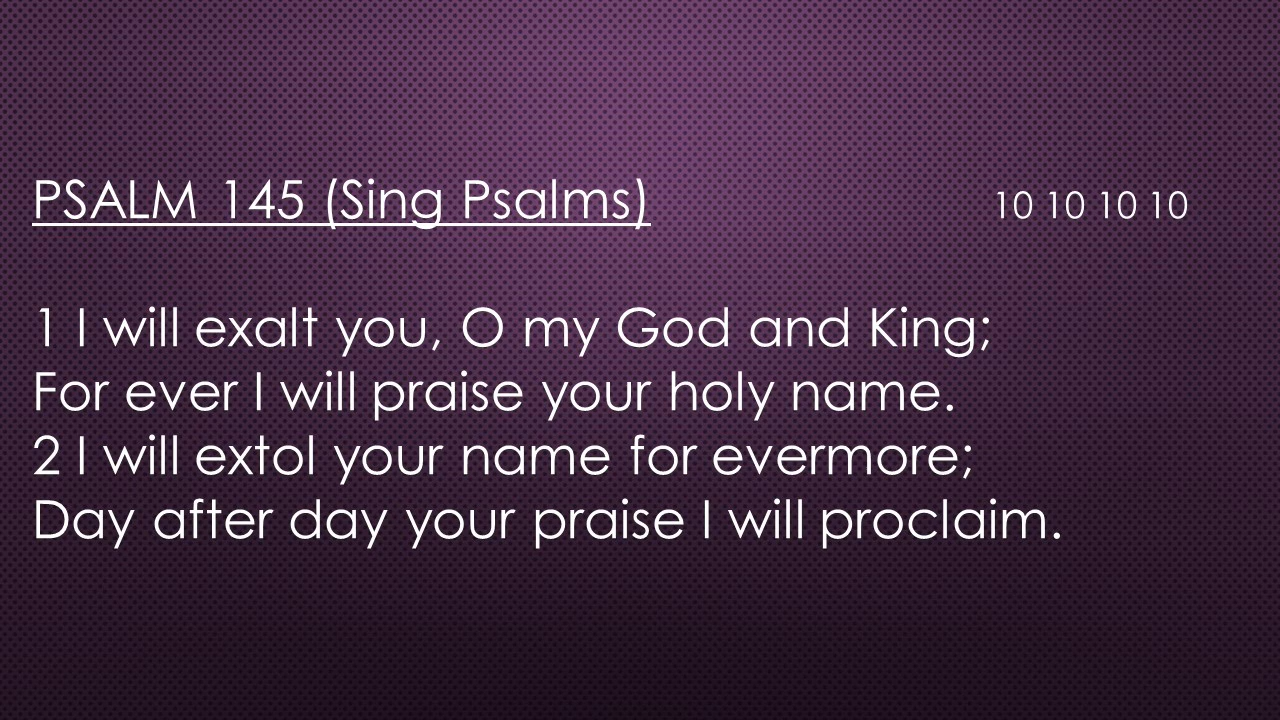 PSALM 145 (Sing Psalms) 10 10 10 10
1 I will exalt you, O my God and King;
For ever I will praise your holy name.
2 I will extol your name for evermore;
Day after day your praise I will proclaim.